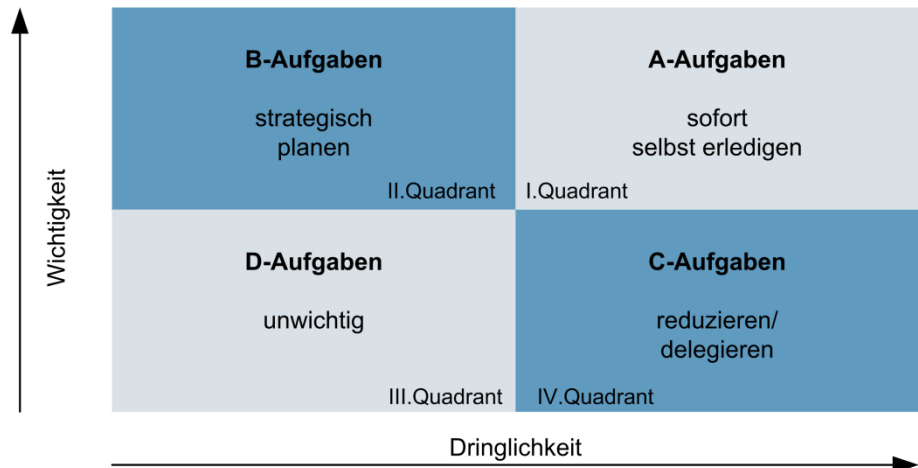 B-Aufgaben
strategisch
planen
II.Quadrant
A-Aufgaben
sofort
selbst erledigen
I.Quadrant
D-Aufgaben
unwichtig
III.Quadrant
C-Aufgaben
reduzieren/
delegieren
IV.Quadrant
Wichtigkeit
Dringlichkeit